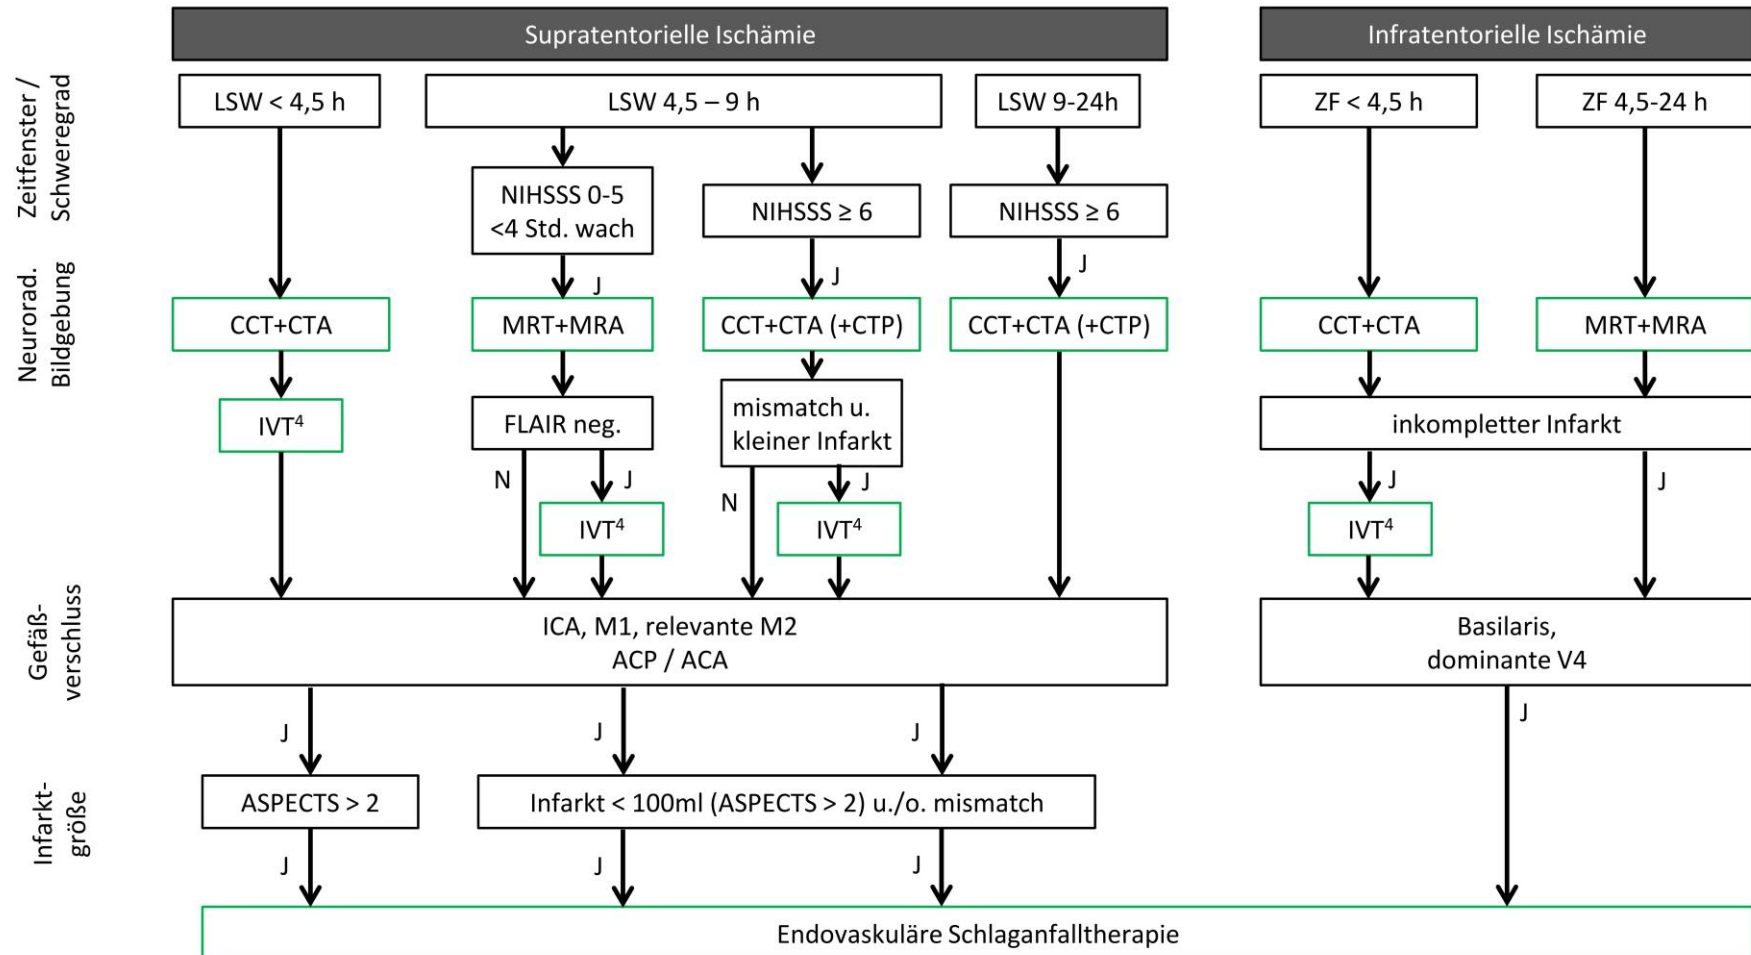 Supratentorielle Ischämie
Infratentorielle Ischämie
Zeitfenster /
Schweregrad
LSW < 4,5 h
LSW 4,5 – 9 h
LSW 9-24h
ZF < 4,5 h
ZF 4,5-24 h
NIHSSS 0-5
<4 Std. wach
NIHSSS ≥ 6
NIHSSS ≥ 6
J
J
J
Neurorad.
Bildgebung
CCT+CTA
MRT+MRA
CCT+CTA (+CTP)
CCT+CTA (+CTP)
CCT+CTA
MRT+MRA
IVT⁴
FLAIR neg.
mismatch u.
kleiner Infarkt
inkompletter Infarkt
N
J
N
J
J
J
IVT⁴
IVT⁴
IVT⁴
Gefäß-
verschluss
ICA, M1, relevante M2
ACP / ACA
Basilaris,
dominante V4
J
J
J
J
Infarkt-
größe
ASPECTS > 2
Infarkt < 100ml (ASPECTS > 2) u./o. mismatch
J
J
J
Endovaskuläre Schlaganfalltherapie